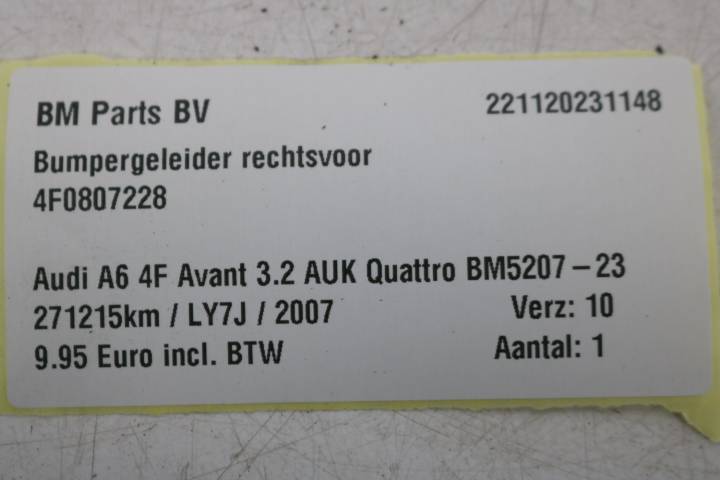 BM Parts BV 221120231148
Bumpergeleider rechtsvoor
4F0807228
Audi A6 4F Avant 3.2 AUK Quattro BM5207-23
271215km / LY7J / 2007 Verz: 10
9.95 Euro incl. BTW Aantal: 1